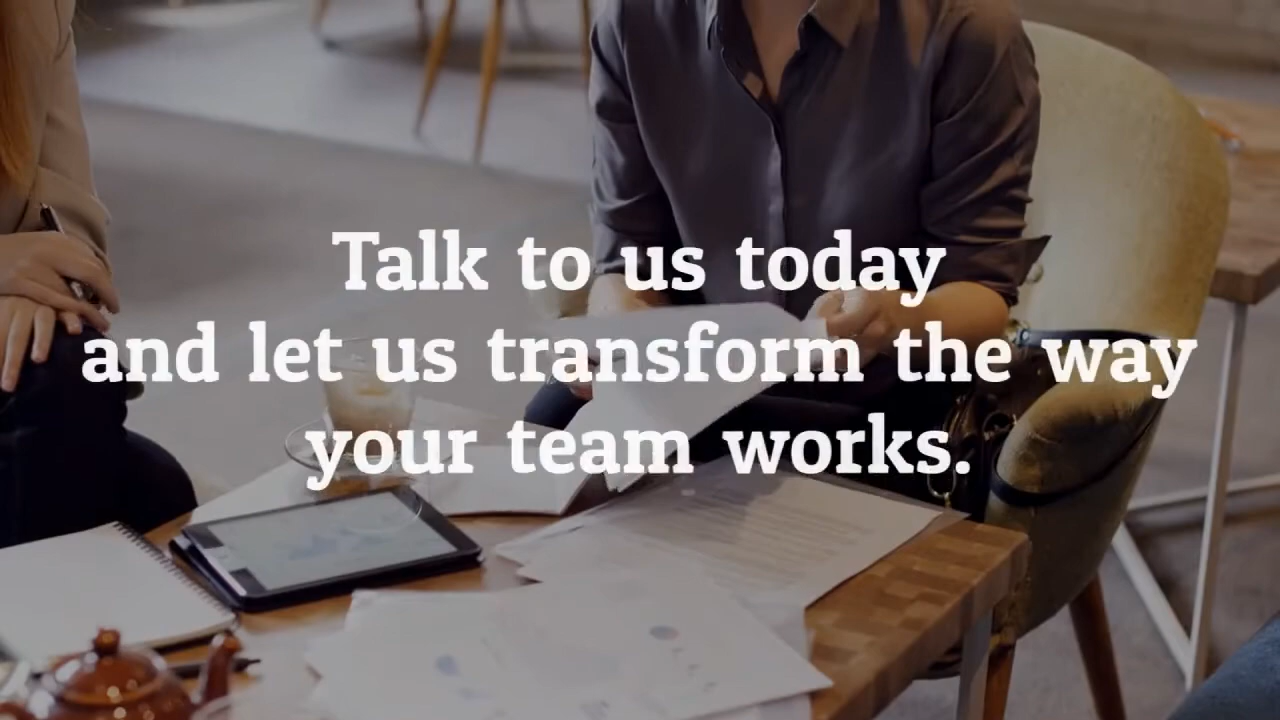 Talk to us today
and let us transform the way
your team works.